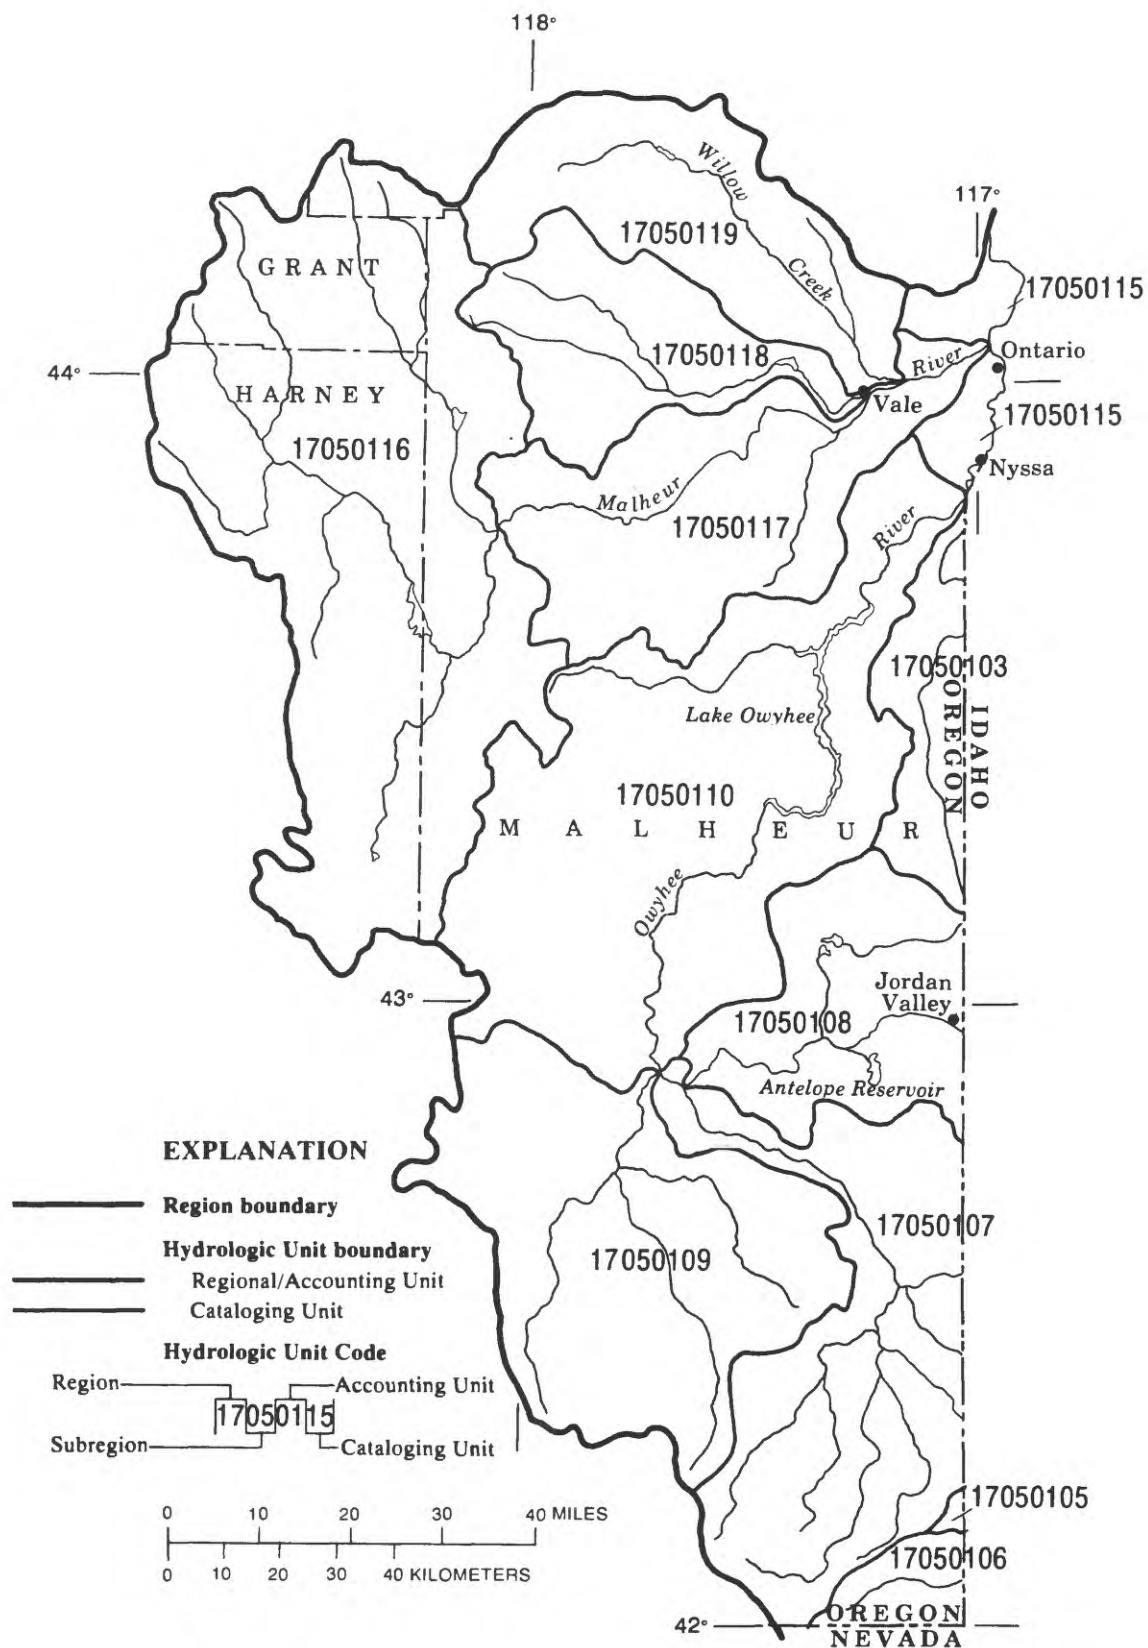 118°
Willow
117°
17050119
GRANT
Creek
17050115
17050118
River
Ontario
44°
HARNEY
Vale
17050115
17050116
Nyssa
Malheur
17050117
River
17050103
OREGON
IDAHO
Lake Owyhee
17050110
MALHEUR
Owyhee
Jordan
Valley
43°
17050108
Antelope Reservoir
EXPLANATION
Region boundary
17050107
Hydrologic Unit boundary
17050109
Regional/Accounting Unit
Cataloging Unit
Hydrologic Unit Code
Region
Accounting Unit
17050115
Subregion
Cataloging Unit
17050105
0 10 20 30 40 MILES
17050106
0 10 20 30 40 KILOMETERS
42°
OREGON
NEVADA